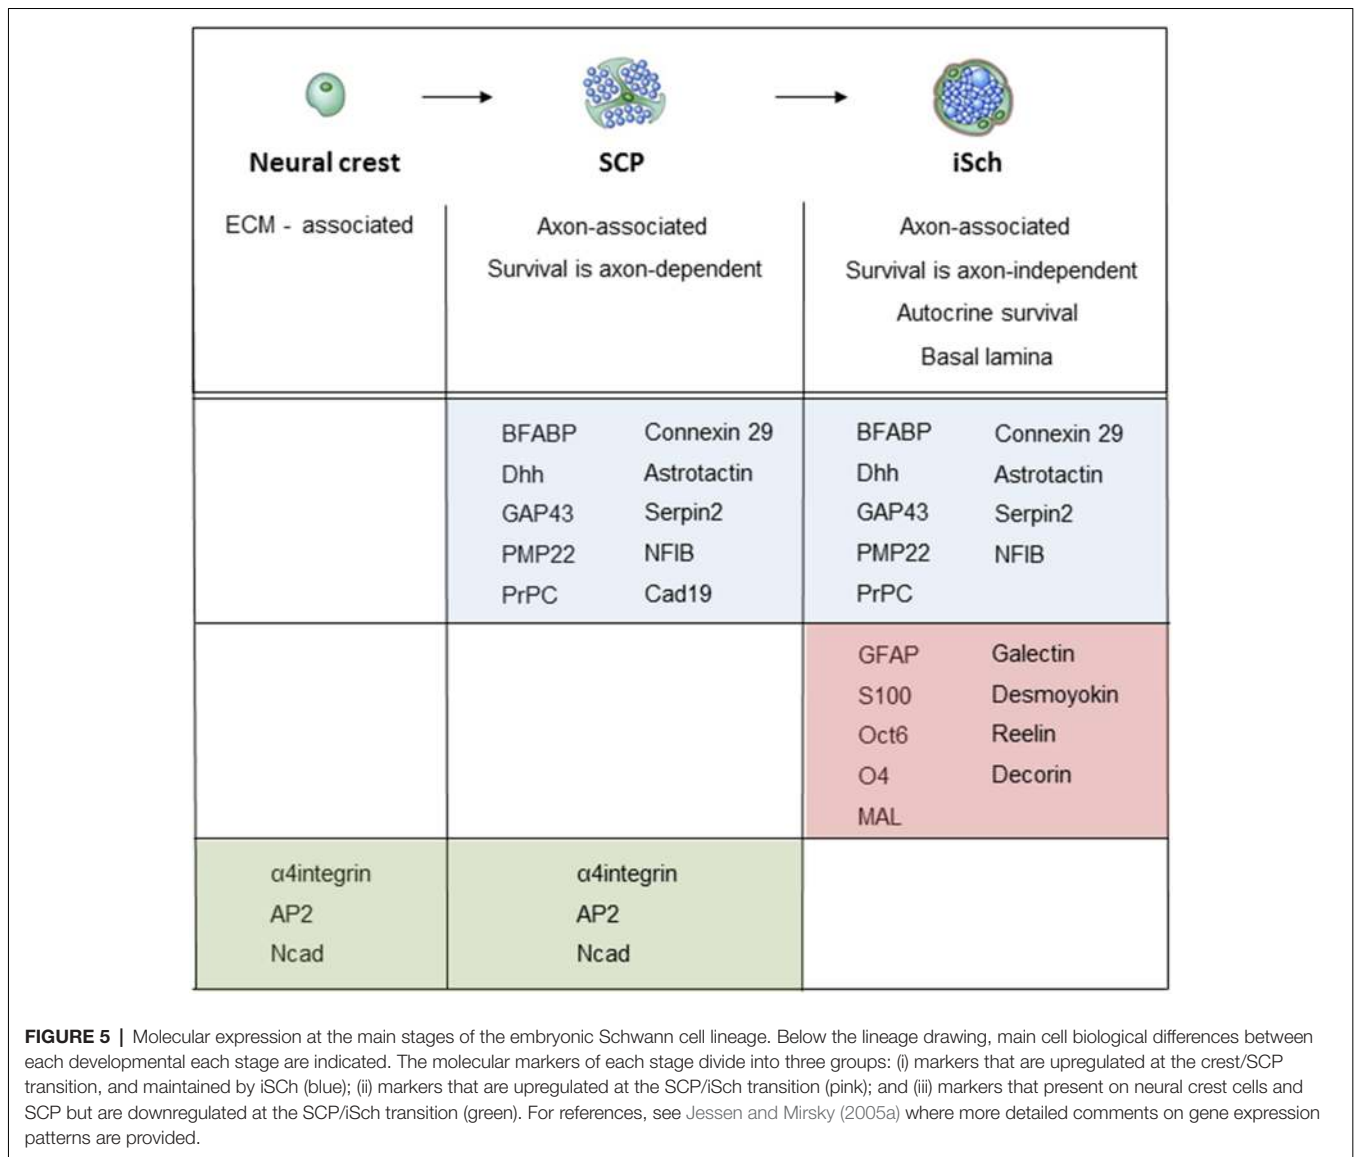 Neural crest
SCP
iSch
ECM - associated
Axon-associated
Survival is axon-dependent
Axon-associated
Survival is axon-independent
Autocrine survival
Basal lamina
BFABP Connexin 29
Dhh Astrotactin
GAP43 Serpin2
PMP22 NFIB
PrPC Cad19
BFABP Connexin 29
Dhh Astrotactin
GAP43 Serpin2
PMP22 NFIB
PrPC
GFAP Galectin
S100 Desmoyokin
Oct6 Reelin
O4 Decorin
MAL
α4integrin
AP2
Ncad
α4integrin
AP2
Ncad
FIGURE 5 | Molecular expression at the main stages of the embryonic Schwann cell lineage. Below the lineage drawing, main cell biological differences between
each developmental each stage are indicated. The molecular markers of each stage divide into three groups: (i) markers that are upregulated at the crest/SCP
transition, and maintained by iSCh (blue); (ii) markers that are upregulated at the SCP/iSch transition (pink); and (iii) markers that present on neural crest cells and
SCP but are downregulated at the SCP/iSch transition (green). For references, see Jessen and Mirsky (2005a) where more detailed comments on gene expression
patterns are provided.